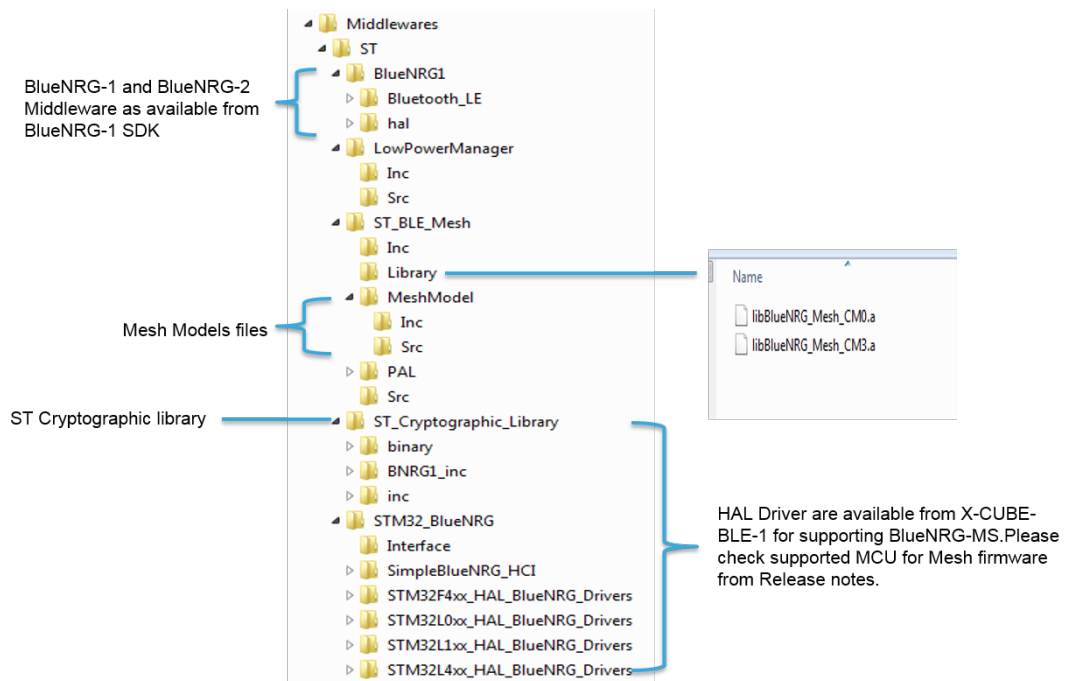 Middlewares
ST
BlueNRG1
Bluetooth_LE
hal
LowPowerManager
Inc
Src
ST_BLE_Mesh
Inc
Library
MeshModel
Inc
Src
PAL
Src
ST_Cryptographic_Library
binary
BNRG1_inc
inc
STM32_BlueNRG
Interface
SimpleBlueNRG_HCI
STM32F4xx_HAL_BlueNRG_Drivers
STM32L0xx_HAL_BlueNRG_Drivers
STM32L1xx_HAL_BlueNRG_Drivers
STM32L4xx_HAL_BlueNRG_Drivers
BlueNRG-1 and BlueNRG-2
Middleware as available from
BlueNRG-1 SDK
Mesh Models files
ST Cryptographic library
Name
libBlueNRG_Mesh_CM0.a
libBlueNRG_Mesh_CM3.a
HAL Driver are available from X-CUBE-
BLE-1 for supporting BlueNRG-MS.Please
check supported MCU for Mesh firmware
from Release notes.